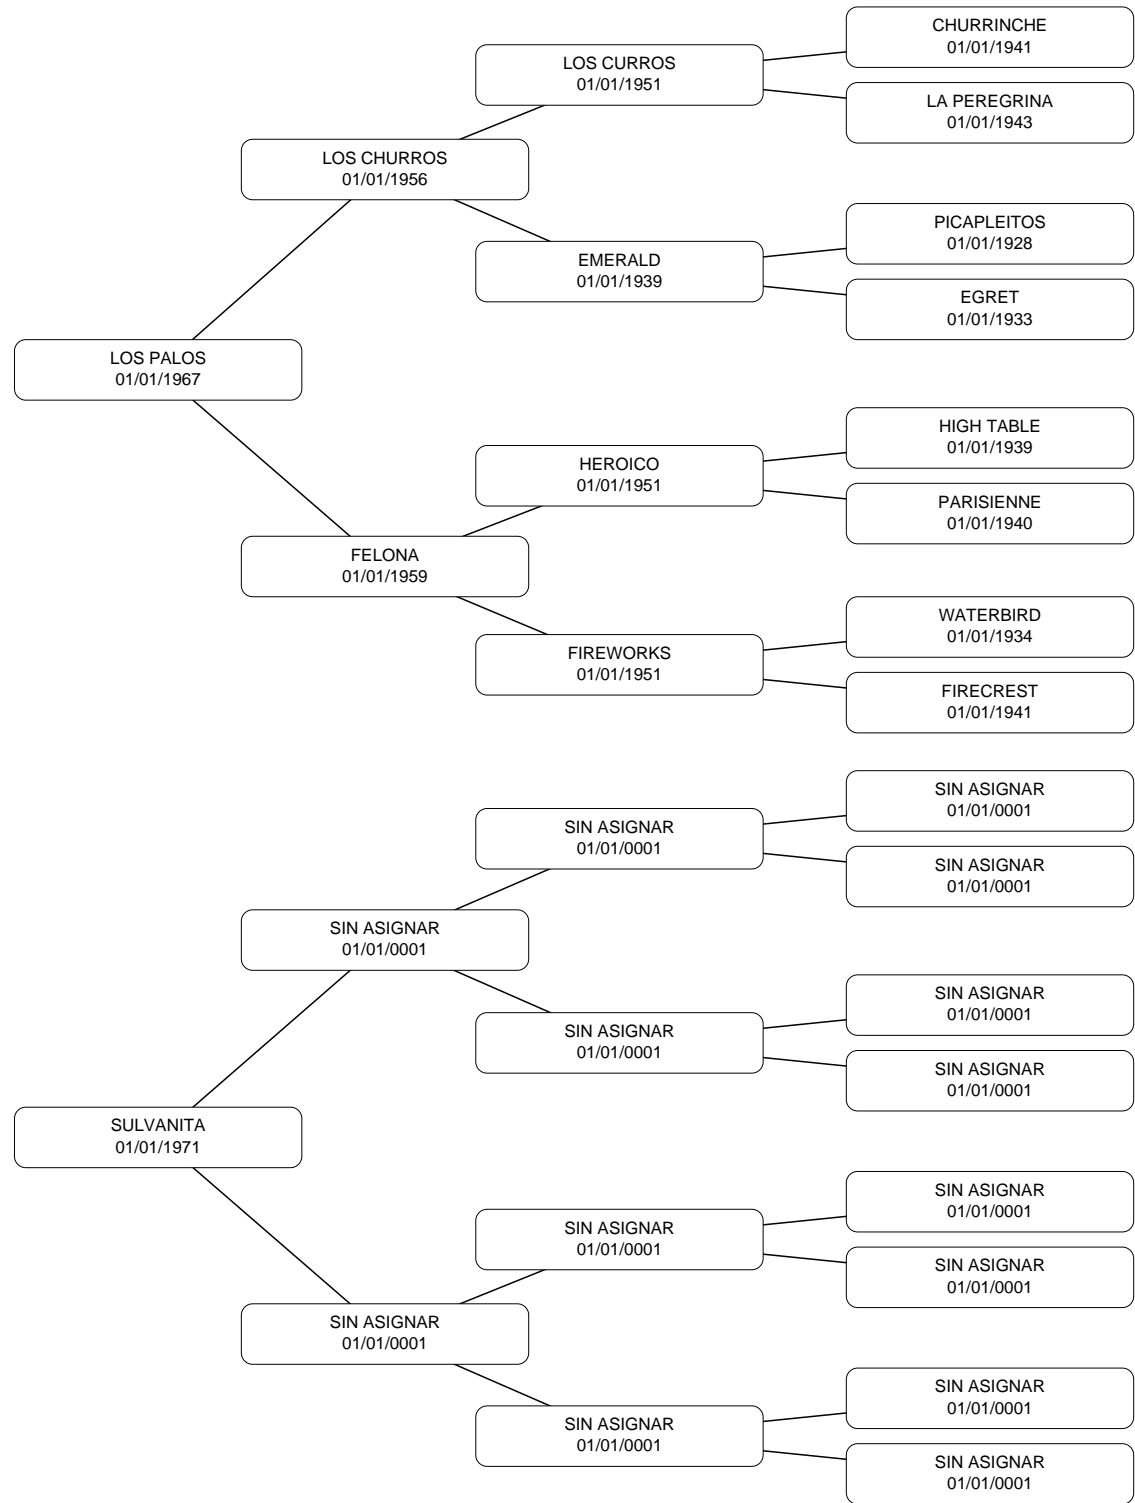 CHURRINCHE
01/01/1941
LOS CURROS
01/01/1951
LA PEREGRINA
01/01/1943
LOS CHURROS
01/01/1956
PICAPLEITOS
01/01/1928
EMERALD
01/01/1939
EGRET
01/01/1933
LOS PALOS
01/01/1967
HIGH TABLE
01/01/1939
HEROICO
01/01/1951
PARISIENNE
01/01/1940
FELONA
01/01/1959
WATERBIRD
01/01/1934
FIREWORKS
01/01/1951
FIRECREST
01/01/1941
SIN ASIGNAR
01/01/0001
SIN ASIGNAR
01/01/0001
SIN ASIGNAR
01/01/0001
SIN ASIGNAR
01/01/0001
SIN ASIGNAR
01/01/0001
SIN ASIGNAR
01/01/0001
SIN ASIGNAR
01/01/0001
SULVANITA
01/01/1971
SIN ASIGNAR
01/01/0001
SIN ASIGNAR
01/01/0001
SIN ASIGNAR
01/01/0001
SIN ASIGNAR
01/01/0001
SIN ASIGNAR
01/01/0001
SIN ASIGNAR
01/01/0001
SIN ASIGNAR
01/01/0001